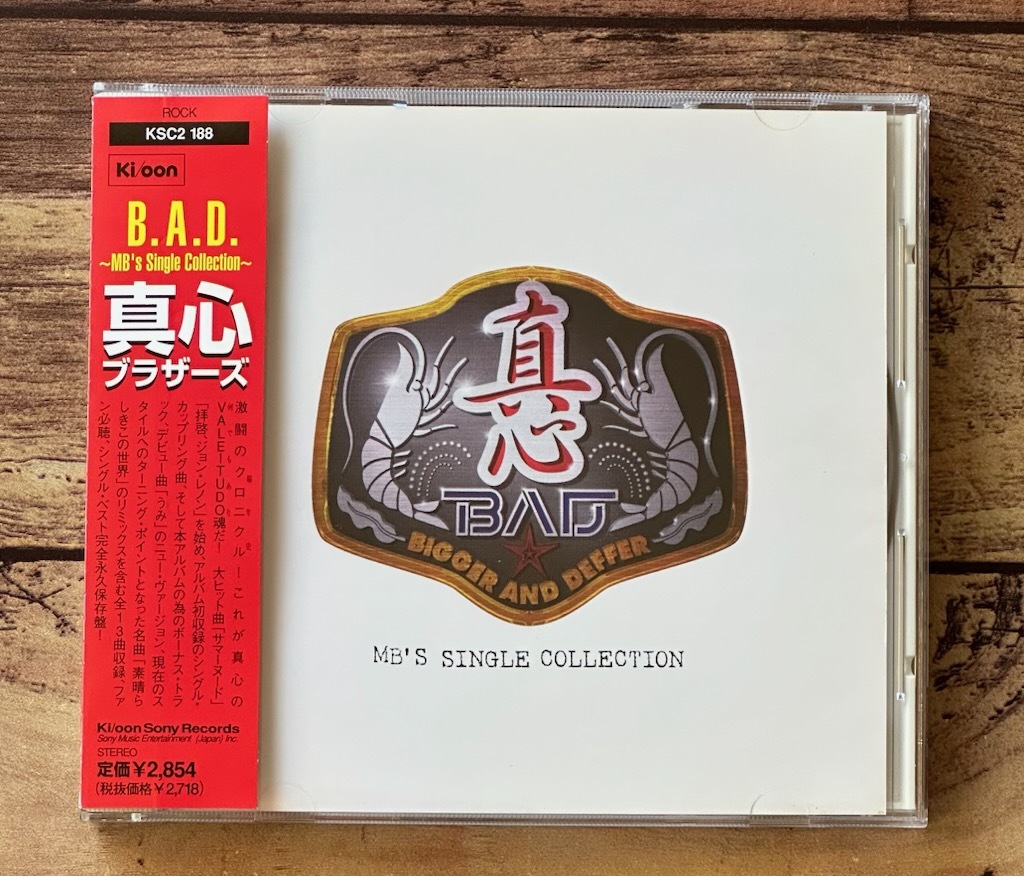 ROCK
KSC2 188
Ki/oon
B.A.D.
~MB's Single Collection~
真心
ブラザーズ
激闘のクロニクル―これが真心の
VALETUDO魂だ! 大ヒット曲「サマーヌード」
「拝啓、ジョン・レノン」を始め、アルバム初収録のシングル・
カップリング曲、そして本アルバムの為のボーナス・トラ
ック、デビュー曲「うみ」のニュー・ヴァージョン、現在のス
タイルへのターニング・ポイントとなった名曲「素晴ら
しきこの世界」のリミックスを含む全13曲収録、ファ
ン必聴、シングル・ベスト完全永久保存盤!
Ki/oon Sony Records
Sony Music Entertainment (Japan) Inc.
STEREO
定価¥2,854
(税抜価格¥2,718)
真心
BAD
BIGGER AND DEFFER
MB'S SINGLE COLLECTION